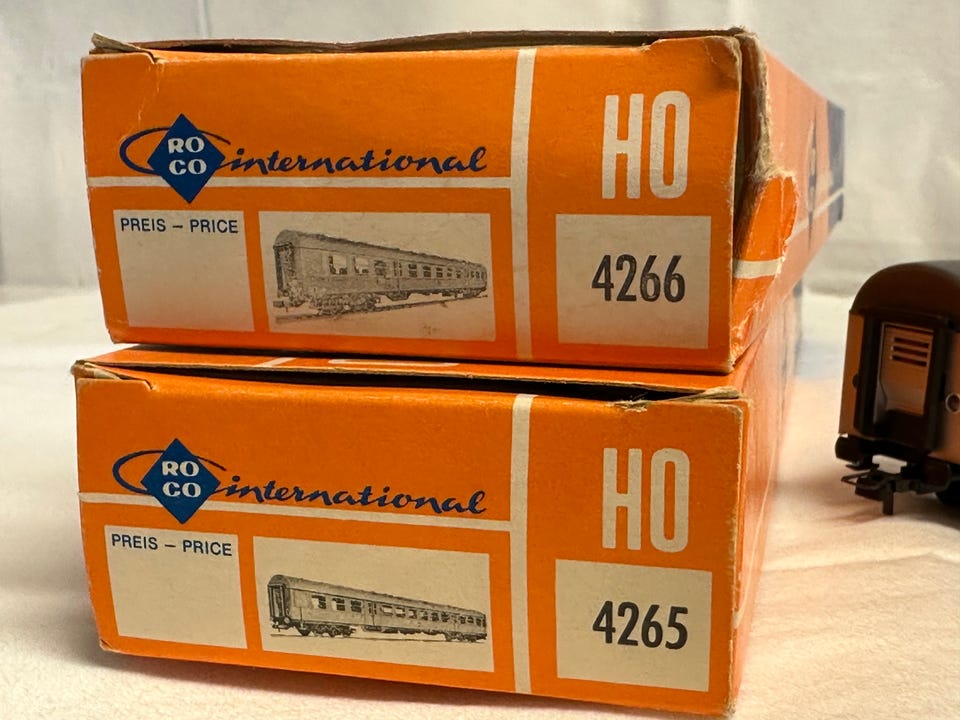 RO
CO
international
HO
PREIS – PRICE
4266
RO
CO
international
HO
PREIS – PRICE
4265